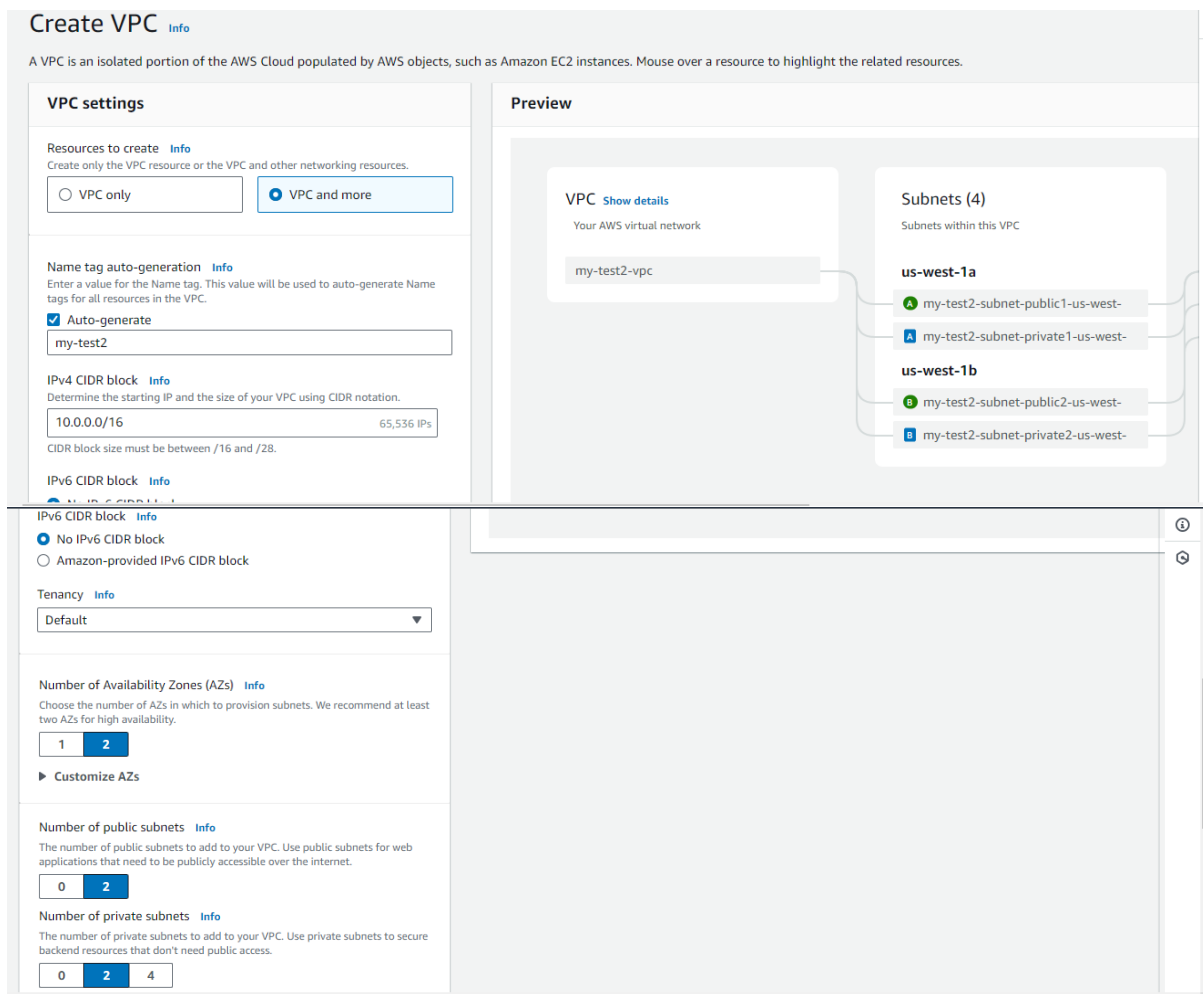 Create VPC Info
A VPC is an isolated portion of the AWS Cloud populated by AWS objects, such as Amazon EC2 instances. Mouse over a resource to highlight the related resources.
VPC settings
Resources to create Info
Create only the VPC resource or the VPC and other networking resources.
VPC only
VPC and more
Name tag auto-generation Info
Enter a value for the Name tag. This value will be used to auto-generate Name
tags for all resources in the VPC.
Auto-generate
my-test2
IPv4 CIDR block Info
Determine the starting IP and the size of your VPC using CIDR notation.
10.0.0.0/16 65,536 IPs
CIDR block size must be between /16 and /28.
IPv6 CIDR block Info
No IPv6 CIDR block
Preview
VPC Show details
Your AWS virtual network
my-test2-vpc
Subnets (4)
Subnets within this VPC
us-west-1a
A my-test2-subnet-public1-us-west-
A my-test2-subnet-private1-us-west-
us-west-1b
B my-test2-subnet-public2-us-west-
B my-test2-subnet-private2-us-west-
IPv6 CIDR block Info
No IPv6 CIDR block
Amazon-provided IPv6 CIDR block
Tenancy Info
Default
Number of Availability Zones (AZs) Info
Choose the number of AZs in which to provision subnets. We recommend at least
two AZs for high availability.
1 2
Customize AZs
Number of public subnets Info
The number of public subnets to add to your VPC. Use public subnets for web
applications that need to be publicly accessible over the internet.
0 2
Number of private subnets Info
The number of private subnets to add to your VPC. Use private subnets to secure
backend resources that don't need public access.
0 2 4